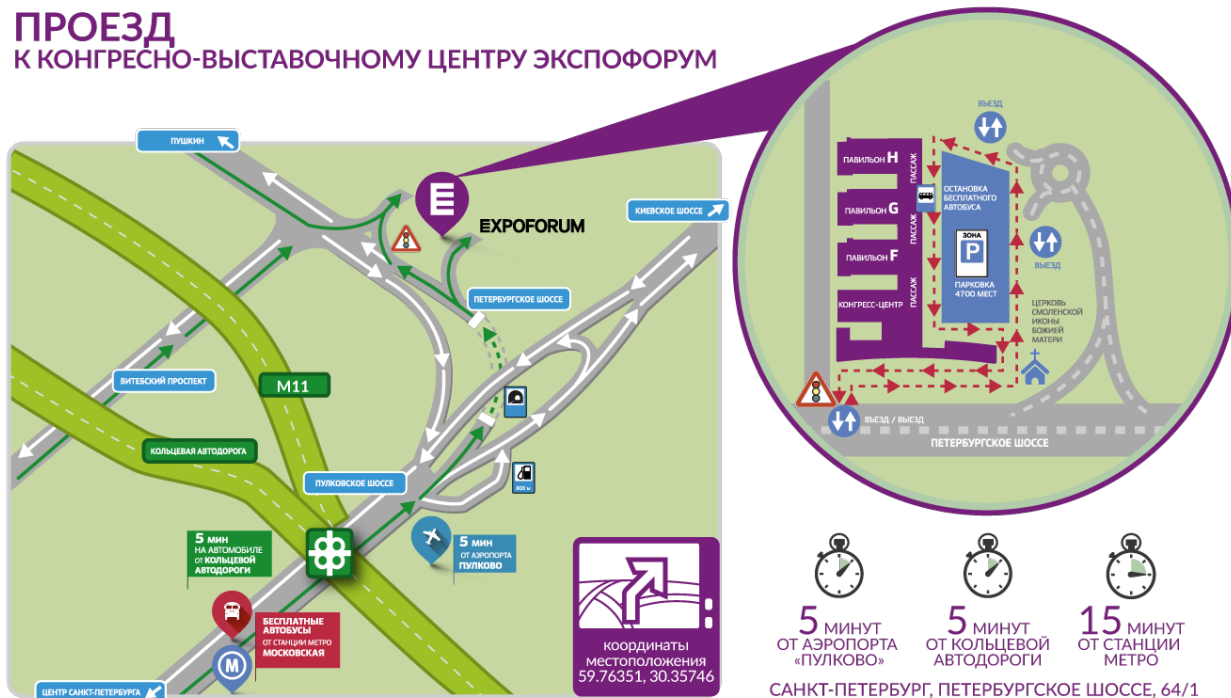 ПРОЕЗД
К КОНГРЕСНО-ВЫСТАВОЧНОМУ ЦЕНТРУ ЭКСПОФОРУМ
ПУШКИН
E
EXPOFORUM
КИЕВСКОЕ ШОССЕ
ПЕТЕРБУРГСКОЕ ШОССЕ
ВИТЕБСКИЙ ПРОСПЕКТ
М11
КОЛЬЦЕВАЯ АВТОДОРОГА
ПУЛКОВСКОЕ ШОССЕ
800 м
5 мин
НА АВТОМОБИЛЕ
ОТ КОЛЬЦЕВОЙ
АВТОДОРОГИ
5 мин
ОТ АЭРОПОРТА
ПУЛКОВО
БЕСПЛАТНЫЕ
АВТОБУСЫ
ОТ СТАНЦИИ МЕТРО
МОСКОВСКАЯ
М
ЦЕНТР САНКТ-ПЕТЕРБУРГА
координаты
местоположения
59.76351, 30.35746
ВЫЕЗД
ПАВИЛЬОН H
ПАССАЖ
ОСТАНОВКА
БЕСПЛАТНОГО
АВТОБУСА
ПАВИЛЬОН G
ПАССАЖ
ЗОНА
P
ВЫЕЗД
ПАВИЛЬОН F
ПАРКОВКА
4700 МЕСТ
КОНГРЕСС-ЦЕНТР
ПАССАЖ
ЦЕРКОВЬ
СМОЛЕНСКОЙ
ИКОНЫ
БОЖИЕЙ
МАТЕРИ
ВЪЕЗД / ВЫЕЗД
ПЕТЕРБУРГСКОЕ ШОССЕ
5 МИНУТ
ОТ АЭРОПОРТА
«ПУЛКОВО»
5 МИНУТ
ОТ КОЛЬЦЕВОЙ
АВТОДОРОГИ
15 МИНУТ
ОТ СТАНЦИИ
МЕТРО
САНКТ-ПЕТЕРБУРГ, ПЕТЕРБУРГСКОЕ ШОССЕ, 64/1